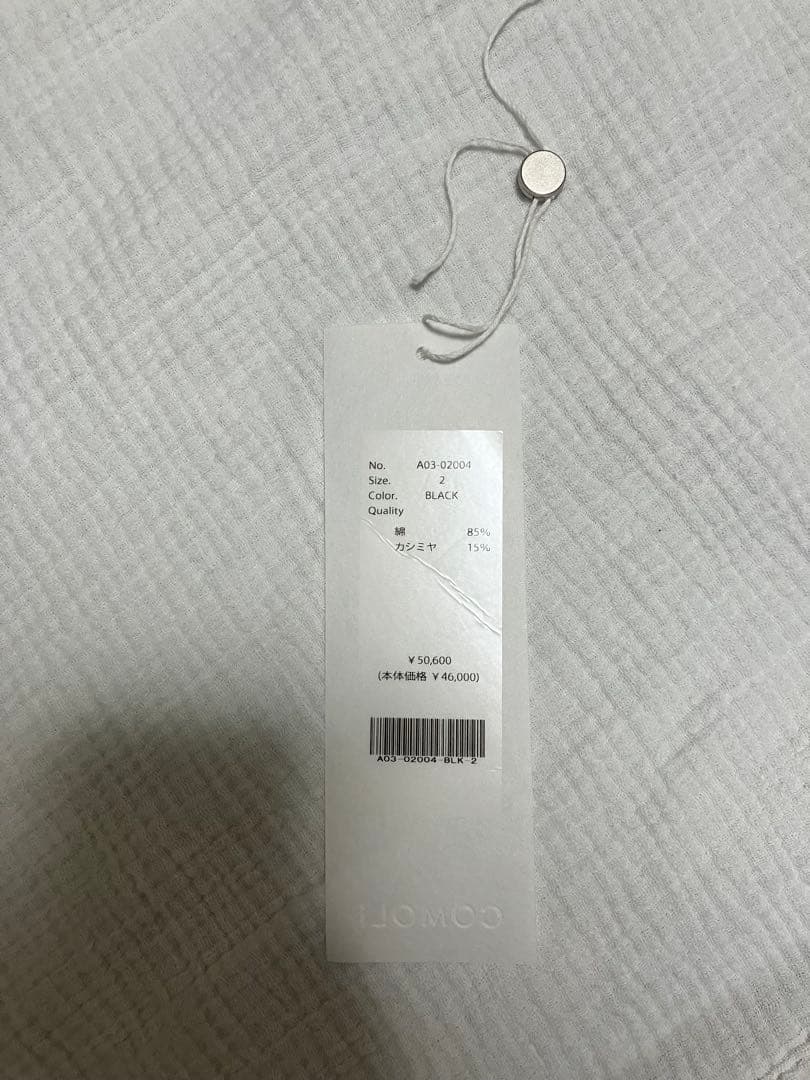 No. A03-02004
Size. 2
Color. BLACK
Quality
綿 85%
カシミヤ 15%
¥50,600
(本体価格 ¥46,000)
A03-02004-BLK-2
COMOLI